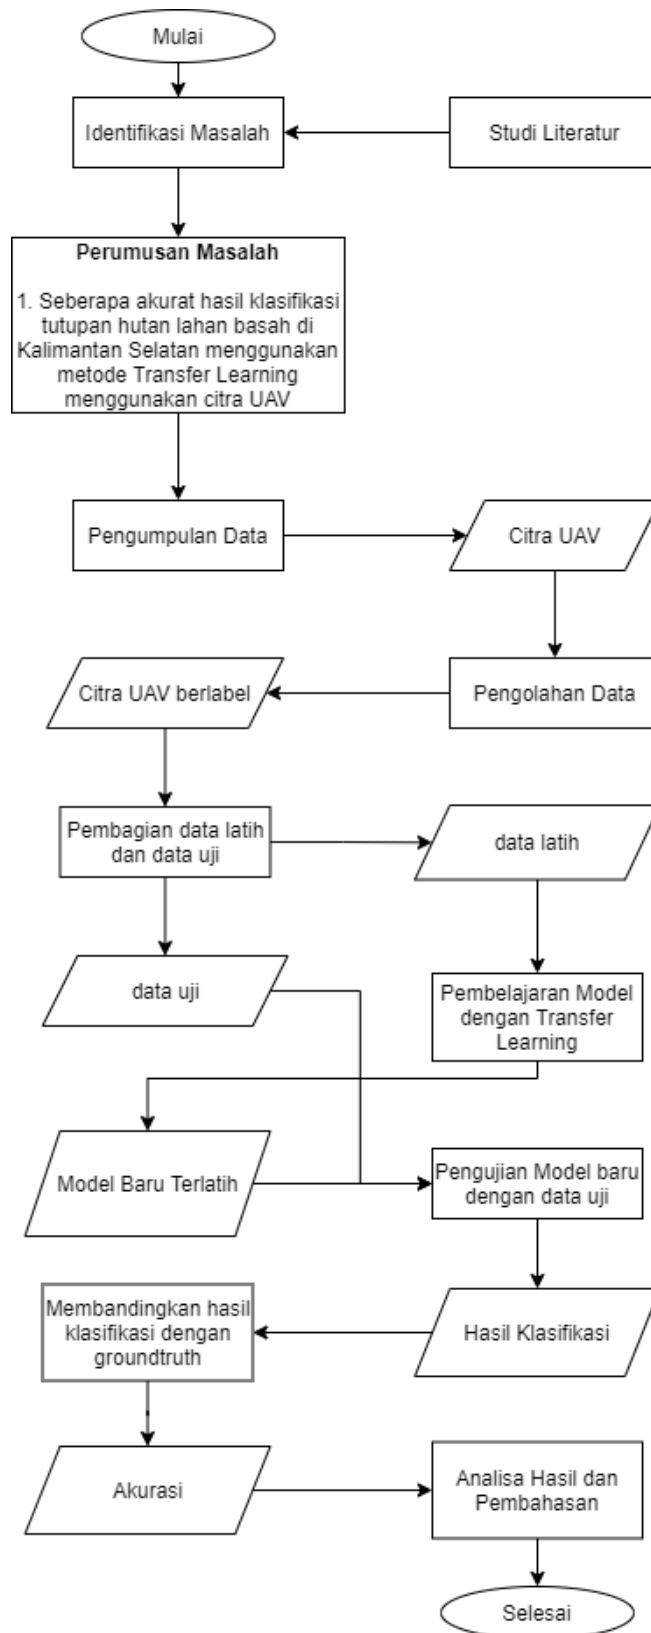 Mulai
Identifikasi Masalah
Studi Literatur
Perumusan Masalah
1. Seberapa akurat hasil klasifikasi
tutupan hutan lahan basah di
Kalimantan Selatan menggunakan
metode Transfer Learning
menggunakan citra UAV
Pengumpulan Data
Citra UAV
Citra UAV berlabel
Pengolahan Data
Pembagian data latih
dan data uji
data latih
data uji
Pembelajaran Model
dengan Transfer
Learning
Model Baru Terlatih
Pengujian Model baru
dengan data uji
Membandingkan hasil
klasifikasi dengan
groundtruth
Hasil Klasifikasi
Akurasi
Analisa Hasil dan
Pembahasan
Selesai